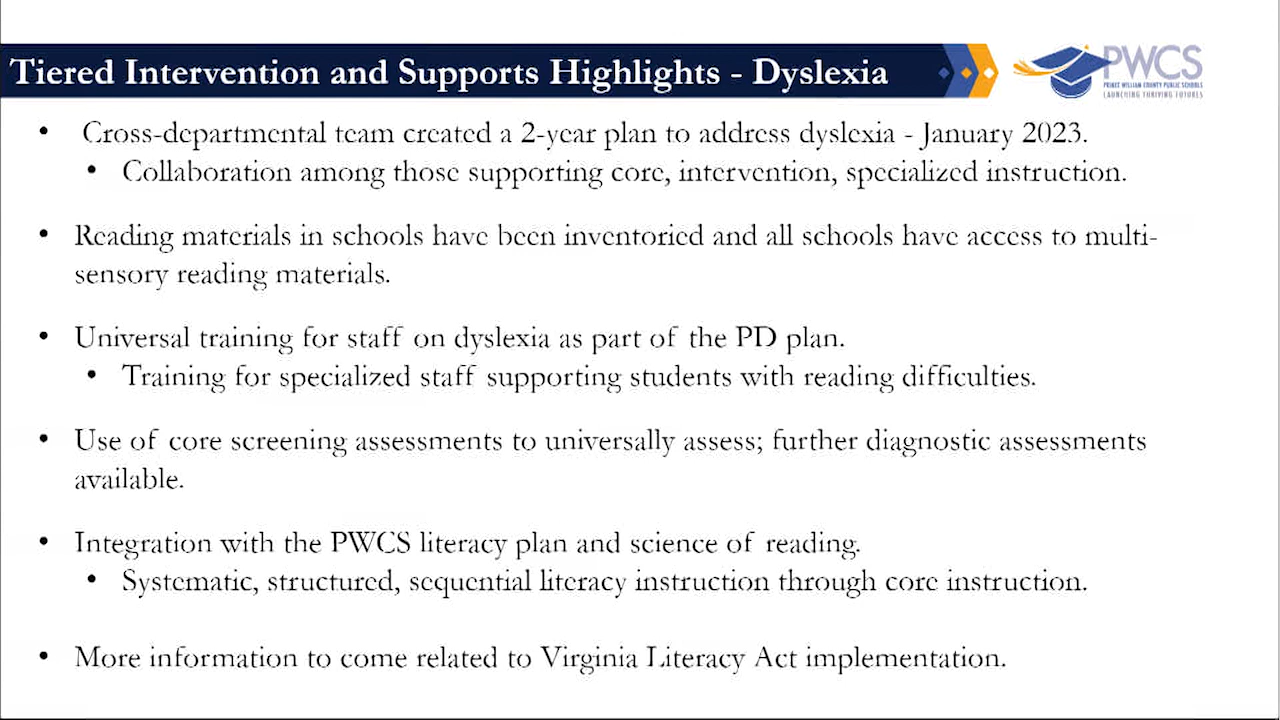 Tiered Intervention and Supports Highlights - Dyslexia
PWCS
PRINCE WILLIAM COUNTY PUBLIC SCHOOLS
LAUNCHING THRIVING FUTURES
• Cross-departmental team created a 2-year plan to address dyslexia - January 2023.
• Collaboration among those supporting core, intervention, specialized instruction.
• Reading materials in schools have been inventoried and all schools have access to multi-
sensory reading materials.
• Universal training for staff on dyslexia as part of the PD plan.
• Training for specialized staff supporting students with reading difficulties.
• Use of core screening assessments to universally assess; further diagnostic assessments
available.
• Integration with the PWCS literacy plan and science of reading.
• Systematic, structured, sequential literacy instruction through core instruction.
• More information to come related to Virginia Literacy Act implementation.